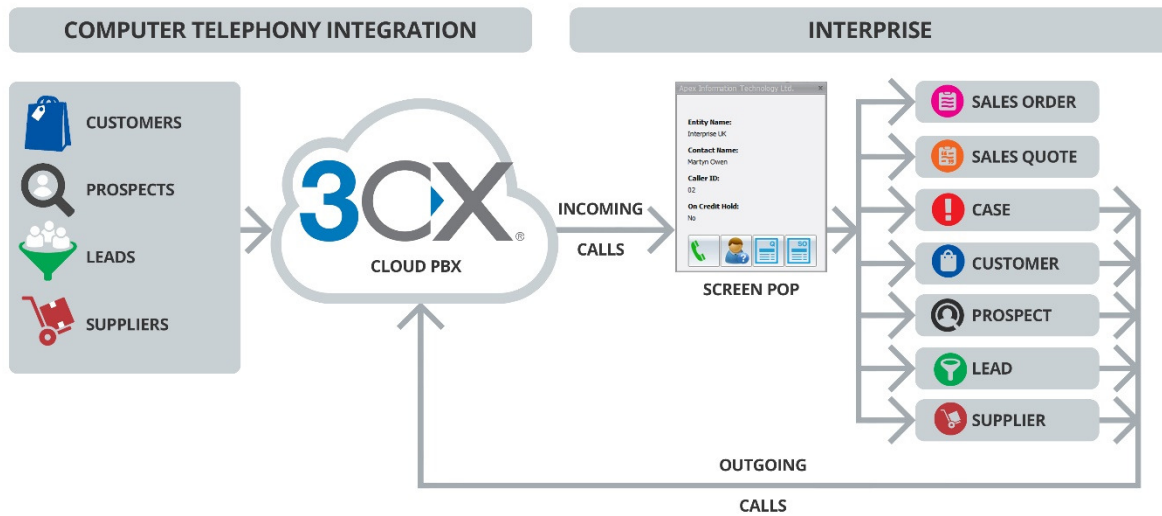 COMPUTER TELEPHONY INTEGRATION
INTERPRISE
CUSTOMERS
PROSPECTS
LEADS
SUPPLIERS
3CX®
CLOUD PBX
INCOMING
CALLS
Apex Information Technology Ltd.
Entity Name:
Interprise UK
Contact Name:
Martyn Owen
Caller ID:
02
On Credit Hold:
No
Q
SO
SCREEN POP
SALES ORDER
SALES QUOTE
CASE
CUSTOMER
PROSPECT
LEAD
SUPPLIER
OUTGOING
CALLS